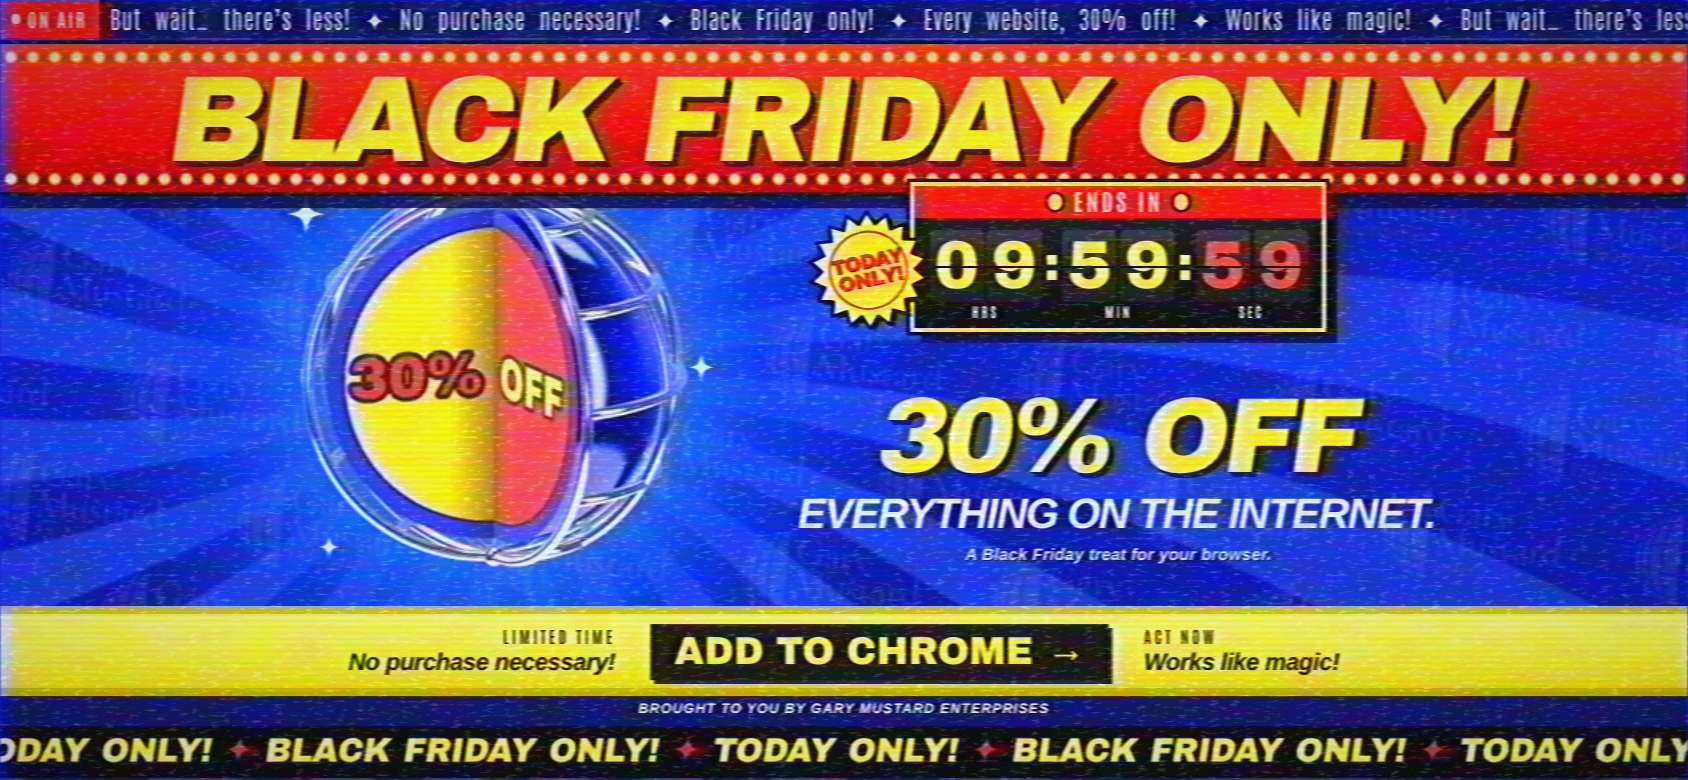 ON AIR But wait… there's less! ✦ No purchase necessary! ✦ Black Friday only! ✦ Every website, 30% off! ✦ Works like magic! ✦ But wait… there's less
BLACK FRIDAY ONLY!
ENDS IN
TODAY
ONLY!
09:59:59
HRS MIN SEC
30% OFF
30% OFF
EVERYTHING ON THE INTERNET.
A Black Friday treat for your browser.
LIMITED TIME
No purchase necessary!
ADD TO CHROME →
ACT NOW
Works like magic!
BROUGHT TO YOU BY GARY MUSTARD ENTERPRISES
ODAY ONLY! ✦ BLACK FRIDAY ONLY! ✦ TODAY ONLY! ✦ BLACK FRIDAY ONLY! ✦ TODAY ONLY